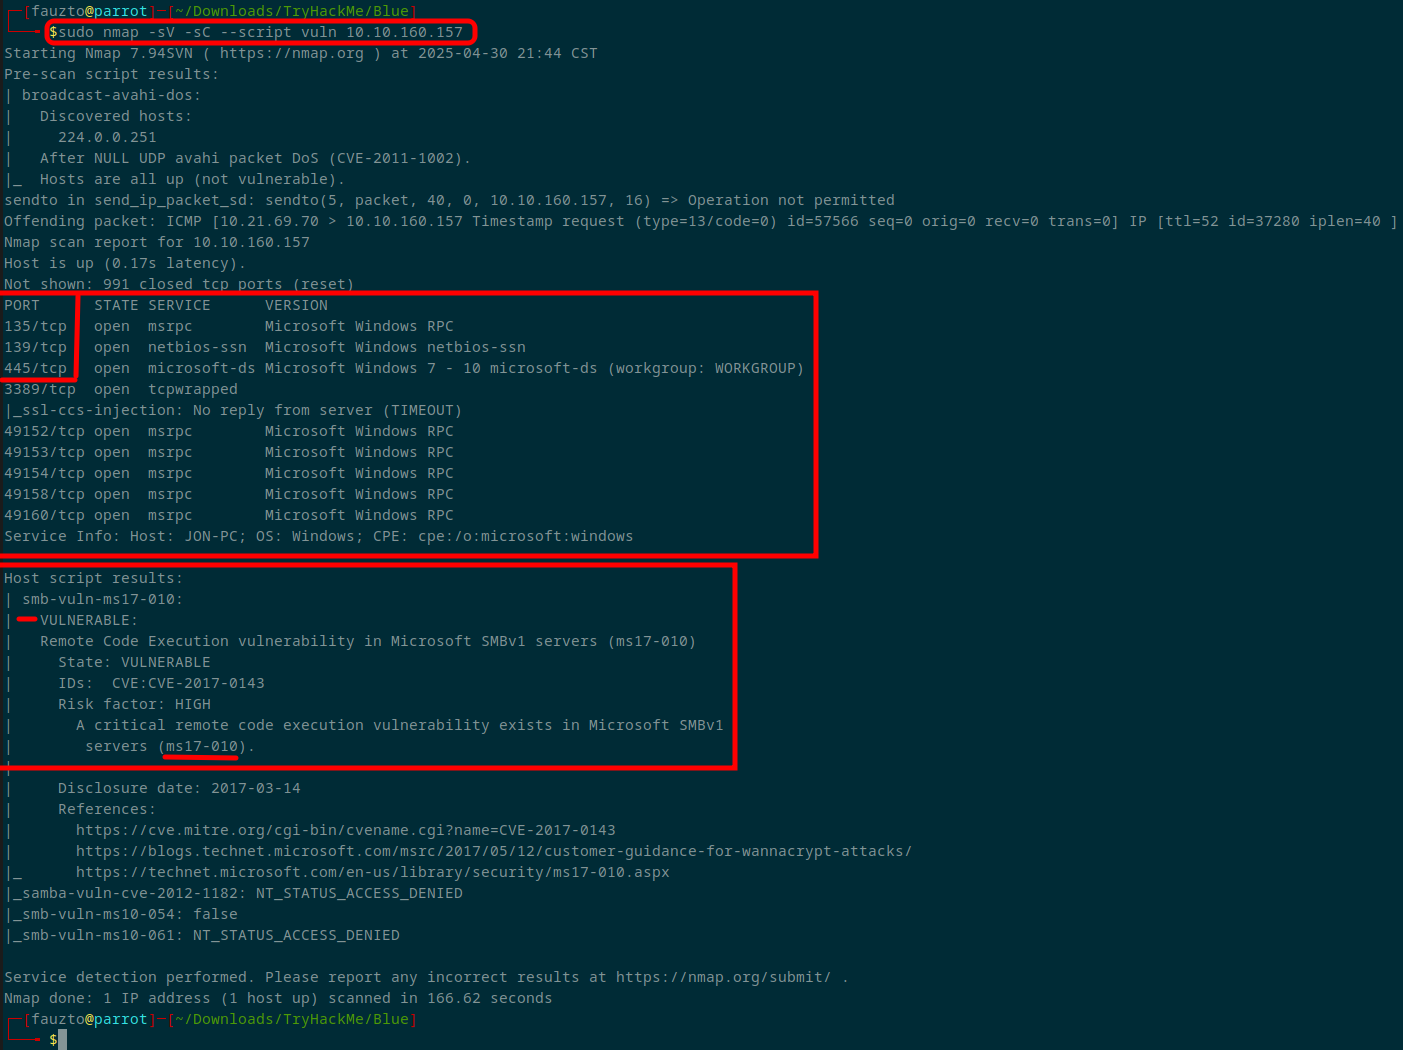 ┌─[fauzto@parrot]─[~/Downloads/TryHackMe/Blue]
└──╼ $sudo nmap -sV -sC --script vuln 10.10.160.157
Starting Nmap 7.94SVN ( https://nmap.org ) at 2025-04-30 21:44 CST
Pre-scan script results:
| broadcast-avahi-dos:
|   Discovered hosts:
|     224.0.0.251
|   After NULL UDP avahi packet DoS (CVE-2011-1002).
|_  Hosts are all up (not vulnerable).
sendto in send_ip_packet_sd: sendto(5, packet, 40, 0, 10.10.160.157, 16) => Operation not permitted
Offending packet: ICMP [10.21.69.70 > 10.10.160.157 Timestamp request (type=13/code=0) id=57566 seq=0 orig=0 recv=0 trans=0] IP [ttl=52 id=37280 iplen=40 ]
Nmap scan report for 10.10.160.157
Host is up (0.17s latency).
Not shown: 991 closed tcp ports (reset)
PORT      STATE SERVICE      VERSION
135/tcp   open  msrpc        Microsoft Windows RPC
139/tcp   open  netbios-ssn  Microsoft Windows netbios-ssn
445/tcp   open  microsoft-ds Microsoft Windows 7 - 10 microsoft-ds (workgroup: WORKGROUP)
3389/tcp  open  tcpwrapped
|_ssl-ccs-injection: No reply from server (TIMEOUT)
49152/tcp open  msrpc        Microsoft Windows RPC
49153/tcp open  msrpc        Microsoft Windows RPC
49154/tcp open  msrpc        Microsoft Windows RPC
49158/tcp open  msrpc        Microsoft Windows RPC
49160/tcp open  msrpc        Microsoft Windows RPC
Service Info: Host: JON-PC; OS: Windows; CPE: cpe:/o:microsoft:windows
Host script results:
| smb-vuln-ms17-010:
|   VULNERABLE:
|   Remote Code Execution vulnerability in Microsoft SMBv1 servers (ms17-010)
|     State: VULNERABLE
|     IDs:  CVE:CVE-2017-0143
|     Risk factor: HIGH
|       A critical remote code execution vulnerability exists in Microsoft SMBv1
|        servers (ms17-010).
|
|     Disclosure date: 2017-03-14
|     References:
|       https://cve.mitre.org/cgi-bin/cvename.cgi?name=CVE-2017-0143
|       https://blogs.technet.microsoft.com/msrc/2017/05/12/customer-guidance-for-wannacrypt-attacks/
|_      https://technet.microsoft.com/en-us/library/security/ms17-010.aspx
|_samba-vuln-cve-2012-1182: NT_STATUS_ACCESS_DENIED
|_smb-vuln-ms10-054: false
|_smb-vuln-ms10-061: NT_STATUS_ACCESS_DENIED
Service detection performed. Please report any incorrect results at https://nmap.org/submit/ .
Nmap done: 1 IP address (1 host up) scanned in 166.62 seconds
┌─[fauzto@parrot]─[~/Downloads/TryHackMe/Blue]
└──╼ $